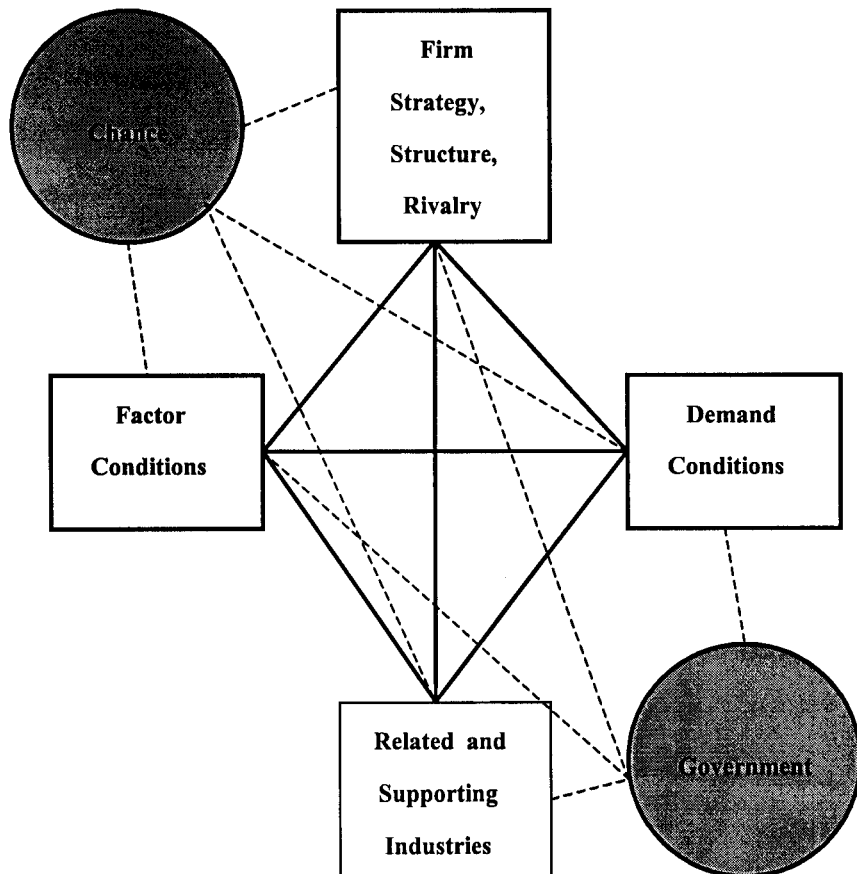 Chance
Firm
Strategy,
Structure,
Rivalry
Factor
Conditions
Demand
Conditions
Related and
Supporting
Industries
Government